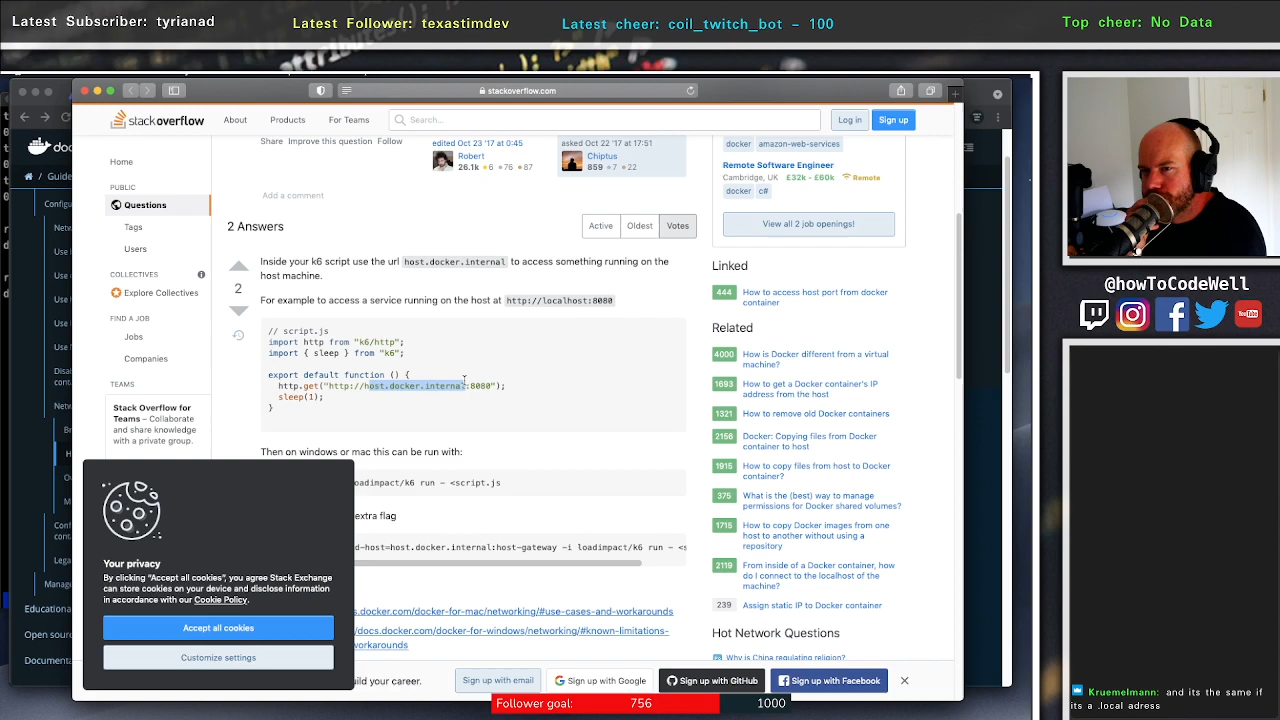 Latest Subscriber: tyrianad
Latest Follower: texastimdev
Latest cheer: coil_twitch_bot - 100
Top cheer: No Data
stackoverflow.com
stackoverflow
About
Products
For Teams
Search...
Log in
Sign up
Home
PUBLIC
Questions
Tags
Users
COLLECTIVES
Explore Collectives
FIND A JOB
Jobs
Companies
TEAMS
Stack Overflow for
Teams – Collaborate
and share knowledge
with a private group.
Guide
Share Improve this question Follow
edited Oct 23 '17 at 0:45
Robert
26.1k 6 76 87
asked Oct 22 '17 at 17:51
Chiptus
859 7 22
Add a comment
2 Answers
Active
Oldest
Votes
2
Inside your k6 script use the url host.docker.internal to access something running on the
host machine.
For example to access a service running on the host at http://localhost:8080
// script.js
import http from "k6/http";
import { sleep } from "k6";
export default function () {
http.get("http://host.docker.internal:8080");
sleep(1);
}
Then on windows or mac this can be run with:
loadimpact/k6 run - <script.js
extra flag
d-host=host.docker.internal:host-gateway -i loadimpact/k6 run - <s
docs.docker.com/docker-for-mac/networking/#use-cases-and-workarounds
/docs.docker.com/docker-for-windows/networking/#known-limitations-
workarounds
Your privacy
By clicking "Accept all cookies", you agree Stack Exchange
can store cookies on your device and disclose information
in accordance with our Cookie Policy.
Accept all cookies
Customize settings
build your career.
Sign up with email
Sign up with Google
Sign up with GitHub
Sign up with Facebook
docker amazon-web-services
Remote Software Engineer
Cambridge, UK £32k - £60k Remote
docker c#
View all 2 job openings!
Linked
444 How to access host port from docker
container
Related
4000 How is Docker different from a virtual
machine?
1693 How to get a Docker container's IP
address from the host
1321 How to remove old Docker containers
2156 Docker: Copying files from Docker
container to host
1915 How to copy files from host to Docker
container?
375 What is the (best) way to manage
permissions for Docker shared volumes?
1715 How to copy Docker images from one
host to another without using a
repository
2119 From inside of a Docker container, how
do I connect to the localhost of the
machine?
239 Assign static IP to Docker container
Hot Network Questions
Why is China regulating religion?
@howToCodeWell
Kruemelmann: and its the same if
its a .local adress
Follower goal: 756 1000